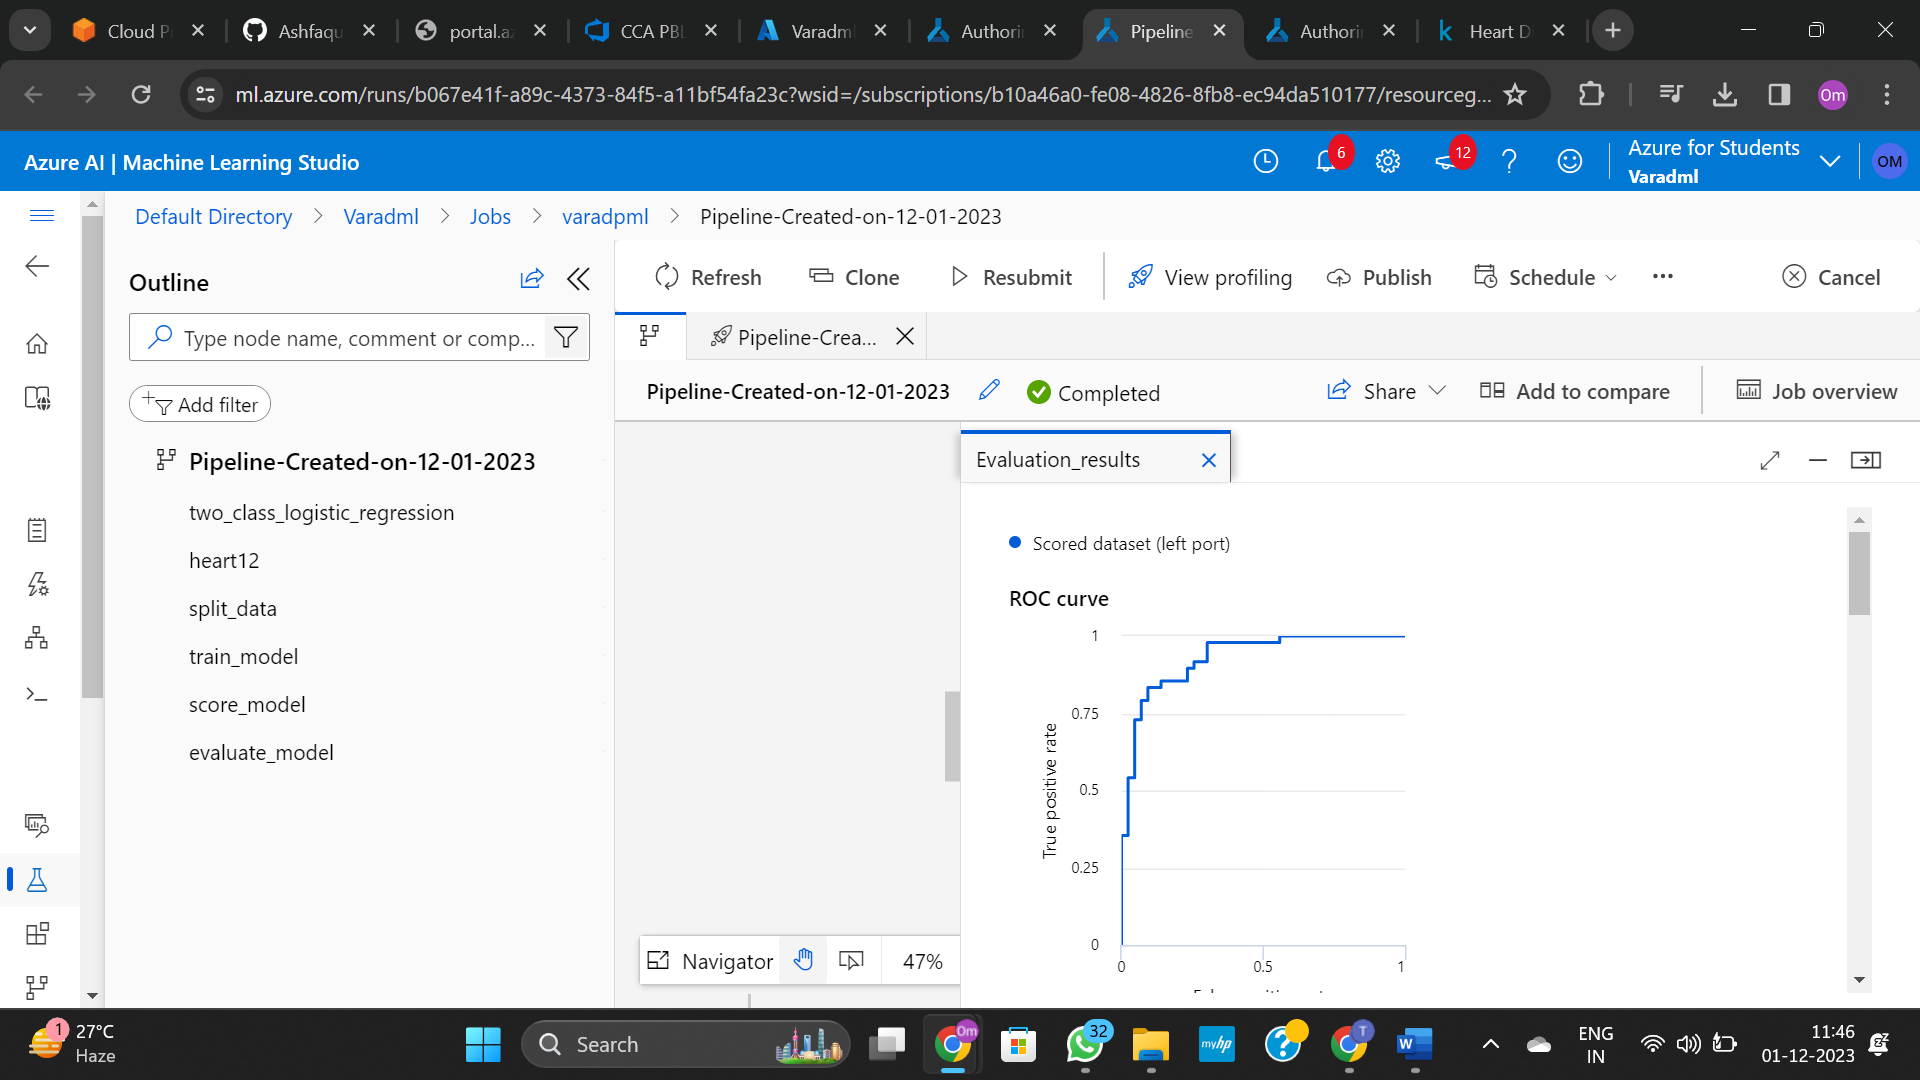 Cloud P
Ashfaqu
portal.az
CCA PBL
Varadml
Authorin
Pipeline
Authorin
Heart D
ml.azure.com/runs/b067e41f-a89c-4373-84f5-a11bf54fa23c?wsid=/subscriptions/b10a46a0-fe08-4826-8fb8-ec94da510177/resourceg...
Om
Azure AI | Machine Learning Studio
6
12
Azure for Students
Varadml
OM
Default Directory > Varadml > Jobs > varadpml > Pipeline-Created-on-12-01-2023
Outline
Refresh
Clone
Resubmit
View profiling
Publish
Schedule
...
Cancel
Type node name, comment or comp...
Pipeline-Crea...
Add filter
Pipeline-Created-on-12-01-2023
Completed
Share
Add to compare
Job overview
Pipeline-Created-on-12-01-2023
two_class_logistic_regression
heart12
split_data
train_model
score_model
evaluate_model
Evaluation_results
Scored dataset (left port)
ROC curve
1
0.75
0.5
0.25
0
True positive rate
0
0.5
1
Navigator
47%
1
27°C
Haze
Search
Om
32
myhp
T
W
ENG
IN
11:46
01-12-2023